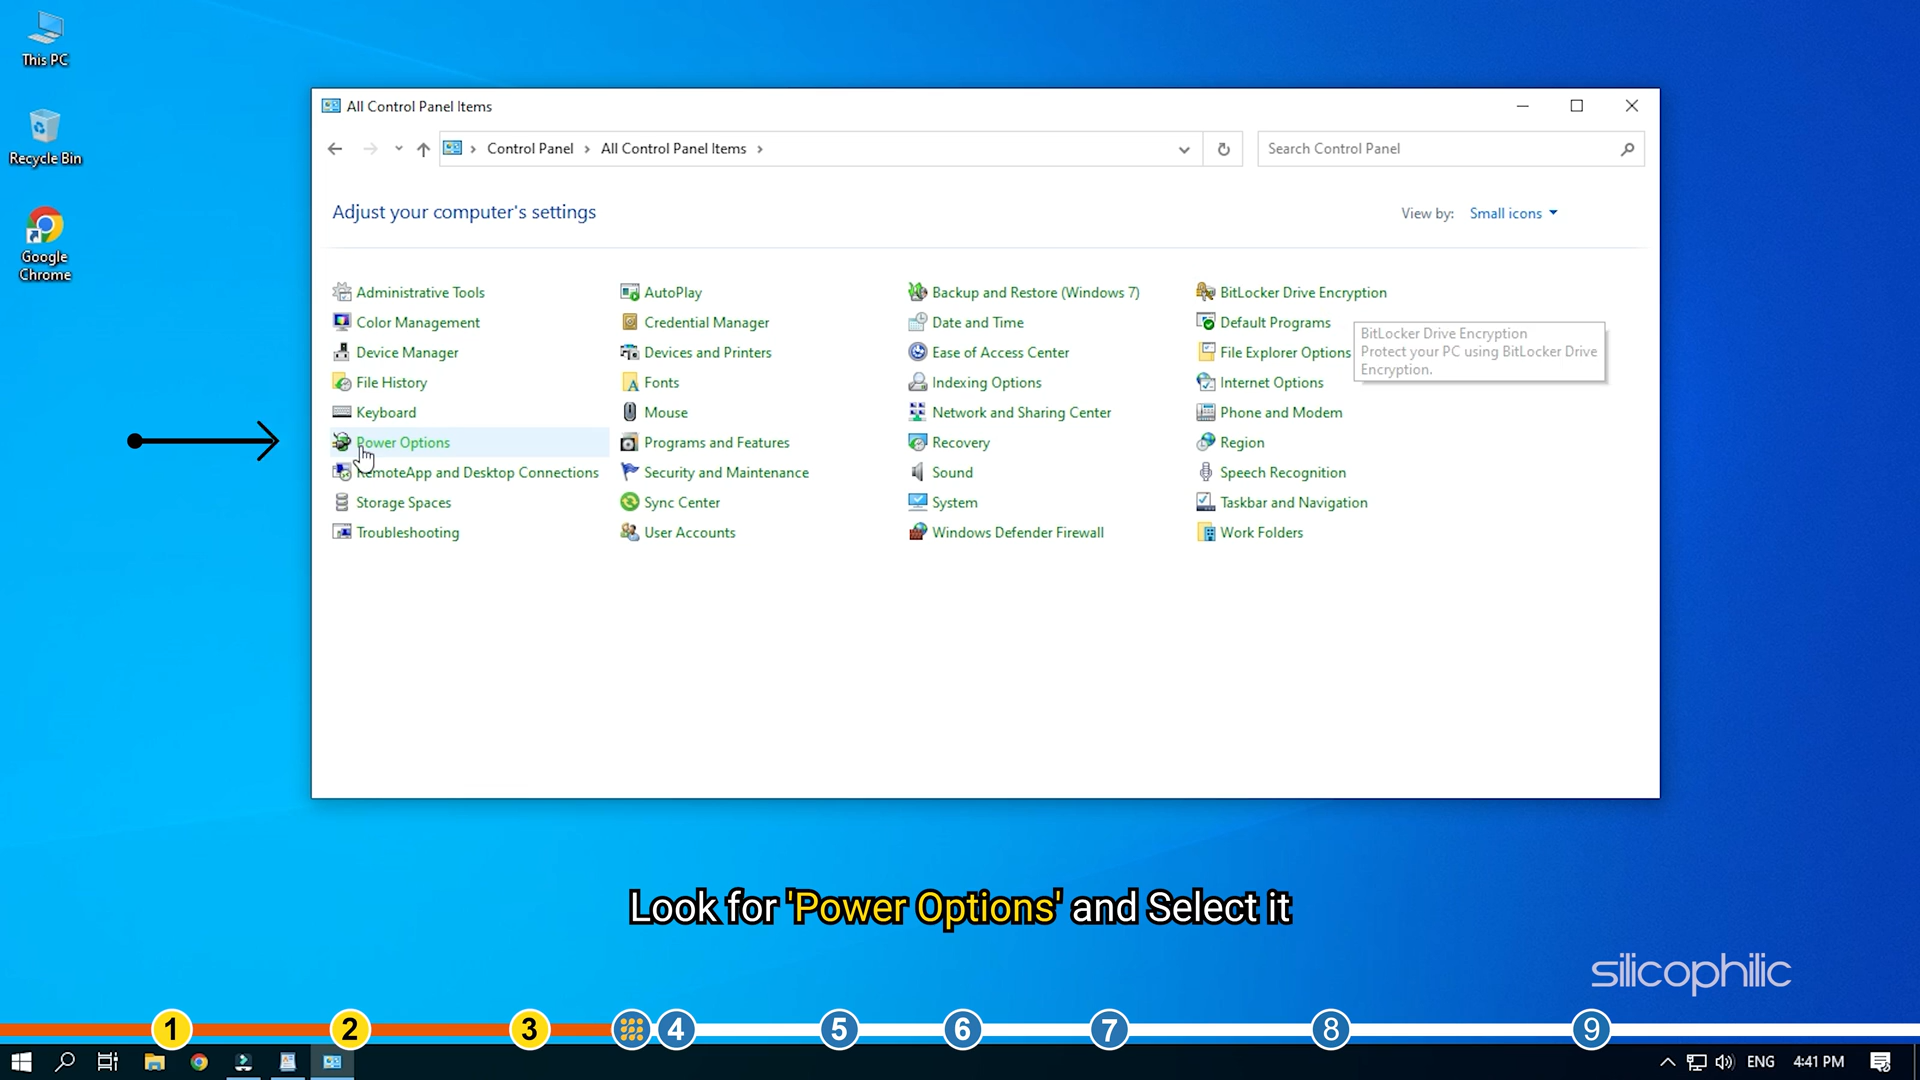 This PC
Recycle Bin
Google
Chrome
All Control Panel Items
Control Panel
All Control Panel Items
Search Control Panel
Adjust your computer's settings
View by: Small icons
Administrative Tools
AutoPlay
Backup and Restore (Windows 7)
BitLocker Drive Encryption
Color Management
Credential Manager
Date and Time
Default Programs
BitLocker Drive Encryption
Protect your PC using BitLocker Drive
Encryption.
Device Manager
Devices and Printers
Ease of Access Center
File Explorer Options
File History
Fonts
Indexing Options
Internet Options
Keyboard
Mouse
Network and Sharing Center
Phone and Modem
Power Options
Programs and Features
Recovery
Region
RemoteApp and Desktop Connections
Security and Maintenance
Sound
Speech Recognition
Storage Spaces
Sync Center
System
Taskbar and Navigation
Troubleshooting
User Accounts
Windows Defender Firewall
Work Folders
Look for 'Power Options' and Select it
silicophilic
1 2 3 4 5 6 7 8 9
ENG 4:41 PM